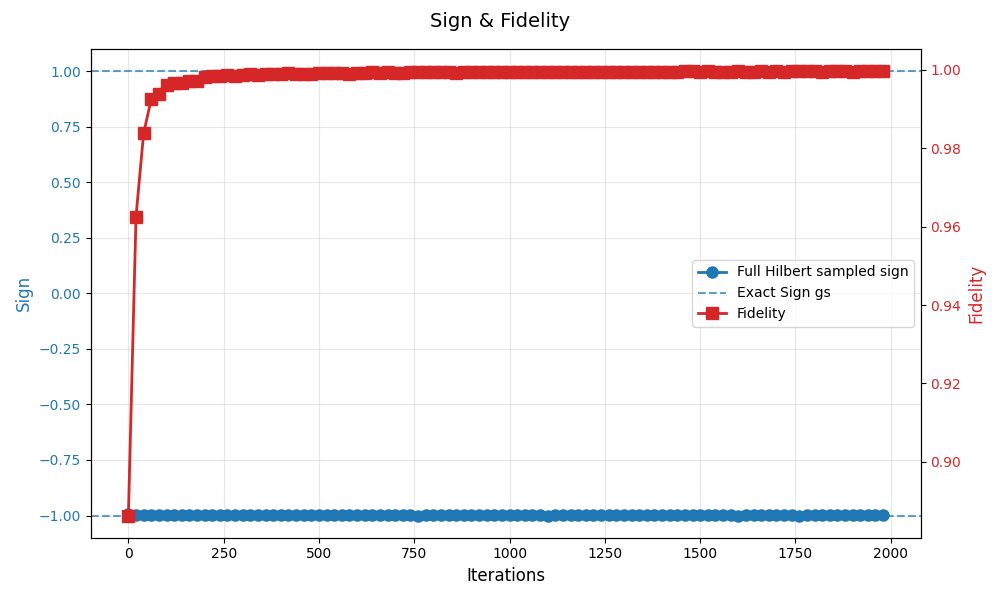 Sign & Fidelity
Sign
1.00
0.75
0.50
0.25
0.00
−0.25
−0.50
−0.75
−1.00
1.00
0.98
0.96
0.94
0.92
0.90
Fidelity
Full Hilbert sampled sign
Exact Sign gs
Fidelity
0 250 500 750 1000 1250 1500 1750 2000
Iterations